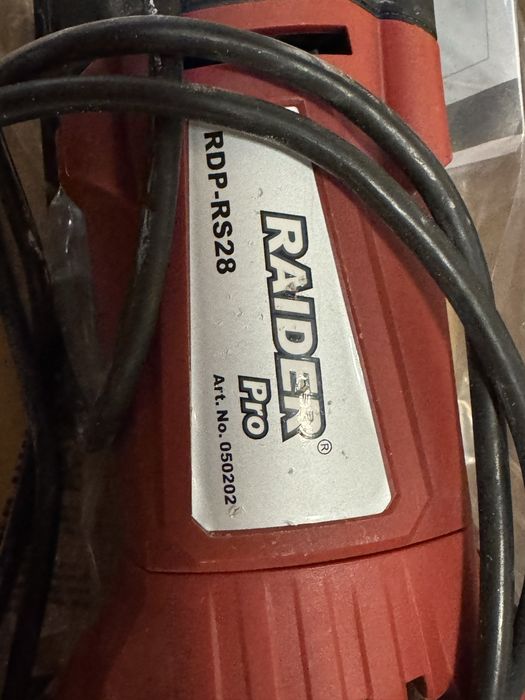 RAIDER®
Pro
RDP-RS28
Art. No. 050202